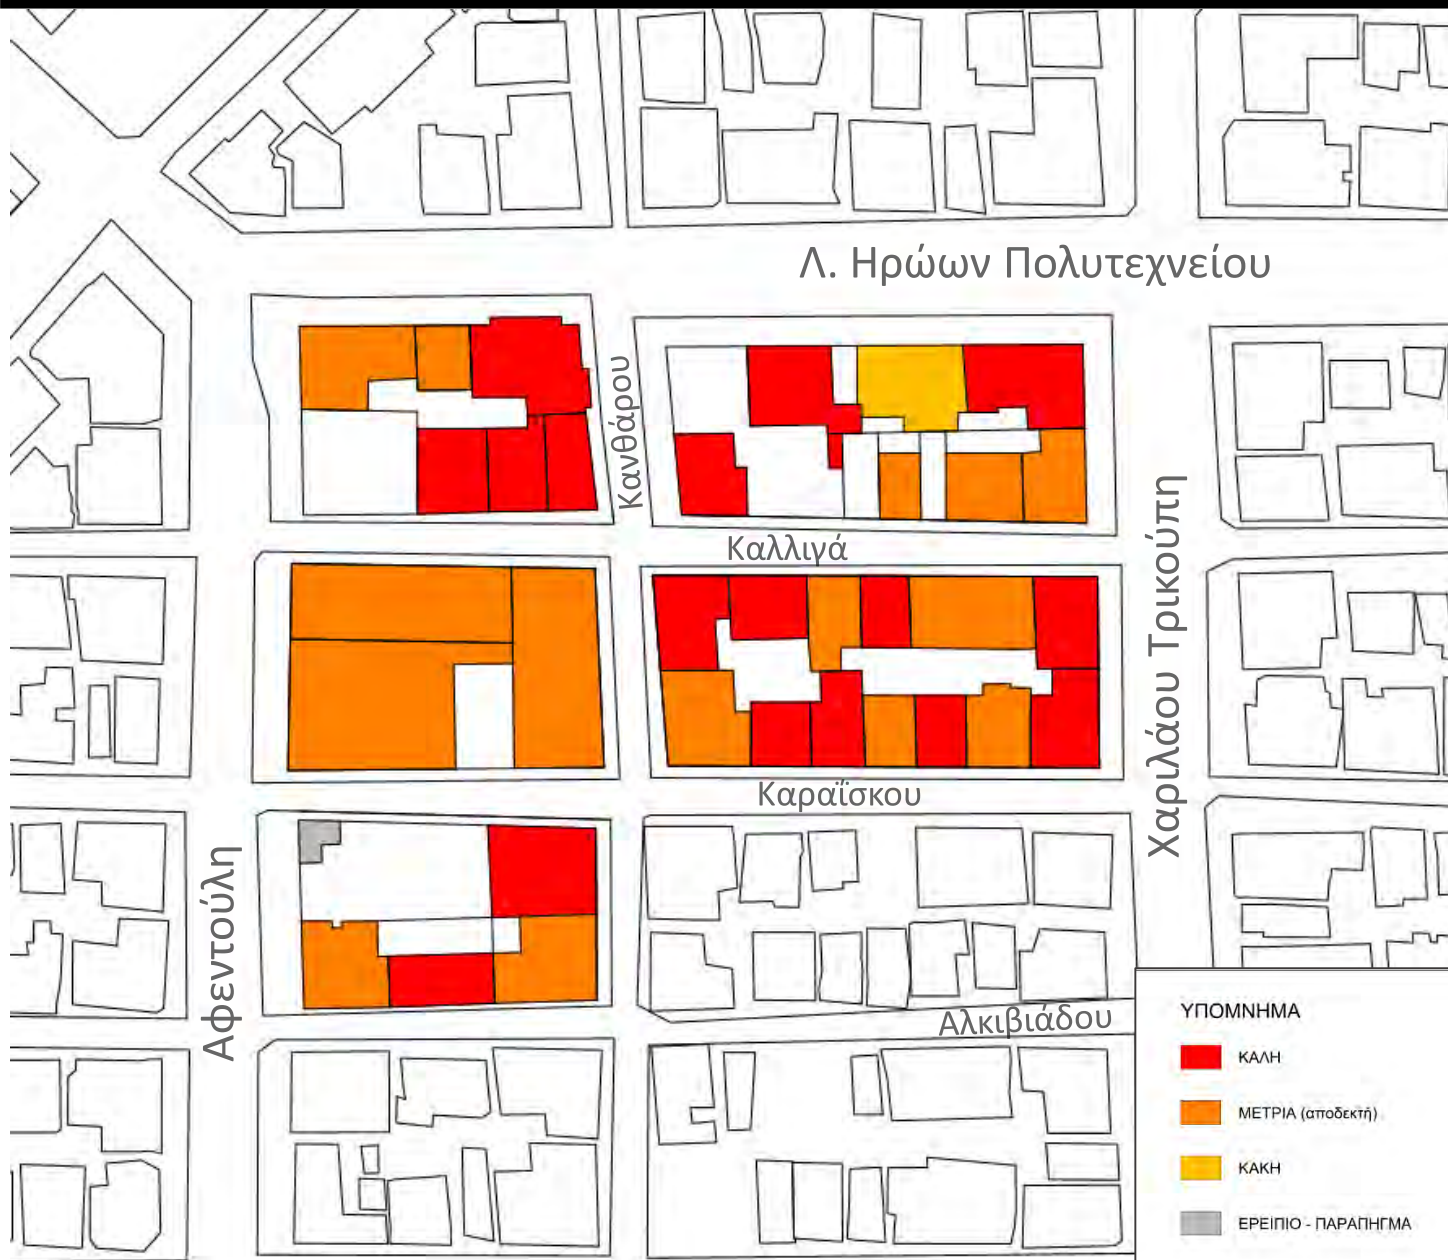 Λ. Ηρώων Πολυτεχνείου
Κανθάρου
Καλλιγά
Χαριλάου Τρικούπη
Καραΐσκου
Αφεντούλη
Αλκιβιάδου
ΥΠΟΜΝΗΜΑ
ΚΑΛΗ
ΜΕΤΡΙΑ (αποδεκτή)
ΚΑΚΗ
ΕΡΕΙΠΙΟ - ΠΑΡΑΠΗΓΜΑ